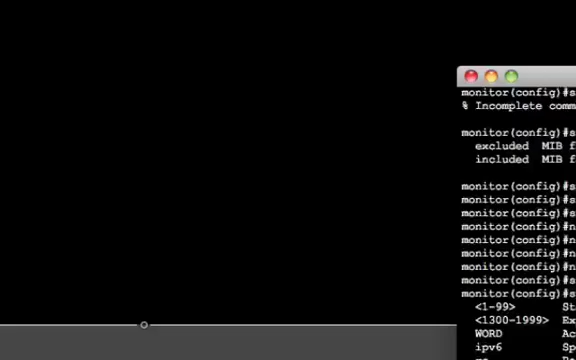 monitor(config)#s
% Incomplete comm
monitor(config)#s
excluded MIB f
included MIB f
monitor(config)#s
monitor(config)#s
monitor(config)#s
monitor(config)#n
monitor(config)#n
monitor(config)#n
monitor(config)#n
monitor(config)#s
monitor(config)#s
<1-99> St
<1300-1999> Ex
WORD Ac
ipv6 Sp